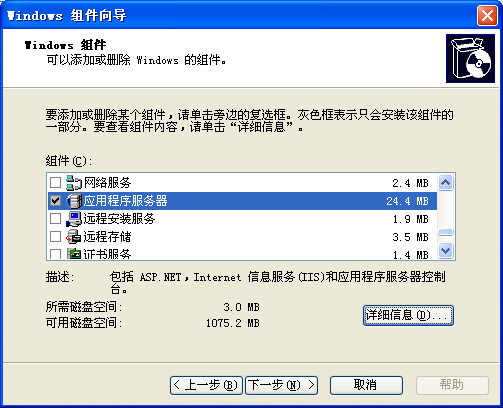 Windows 组件向导
Windows 组件
可以添加或删除 Windows 的组件。
要添加或删除某个组件，请单击旁边的复选框。灰色框表示只会安装该组件的
一部分。要查看组件内容，请单击“详细信息”。
组件(C):
网络服务 2.4 MB
应用程序服务器 24.4 MB
远程安装服务 1.9 MB
远程存储 3.5 MB
证书服务 1.4 MB
描述: 包括 ASP.NET，Internet 信息服务(IIS)和应用程序服务器控制
台。
所需磁盘空间: 3.0 MB
可用磁盘空间: 1075.2 MB
详细信息(D)...
< 上一步(B) 下一步(N) > 取消 帮助